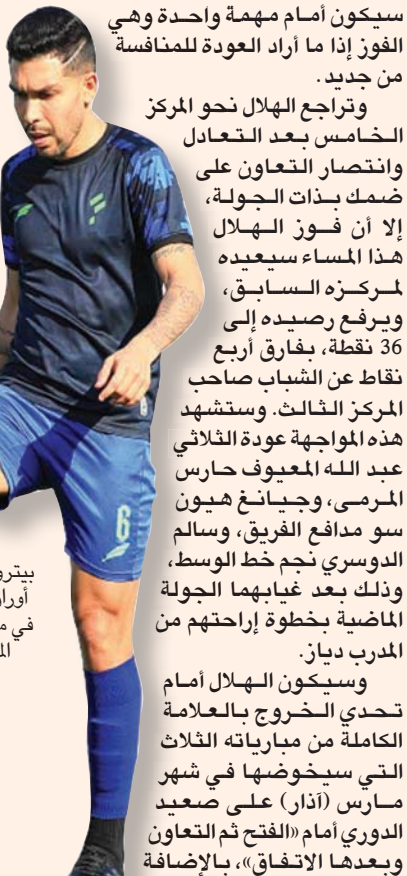 سيكون أمام مهمة واحدة وهي
الفوز إذا ما أراد العودة للمنافسة
من جديد.
وتراجع الهلال نحو المركز
الخامس بعد التعادل
وانتصار التعاون على
ضمك بذات الجولة،
إلا أن فوز الهلال
هذا المساء سيعيده
لمركزه السابق،
ويرفع رصيده إلى
36 نقطة، بفارق أربع
نقاط عن الشباب صاحب
المركز الثالث. وستشهد
هذه المواجهة عودة الثلاثي
عبد الله المعيوف حارس
المرمى، وجيانغ هيون
سو مدافع الفريق، وسالم
الدوسري نجم خط الوسط،
وذلك بعد غيابهما الجولة
الماضية بخطوة إراحتهم من
المدرب دياز.
وسيكون الهلال أمام
تحدي الخروج بالعلامة
الكاملة من مبارياته الثلاث
التي سيخوضها في شهر
مارس (آذار) على صعيد
الدوري أمام «الفتح ثم التعاون
وبعدها الاتفاق»، بالإضافة
6
بيترو
في